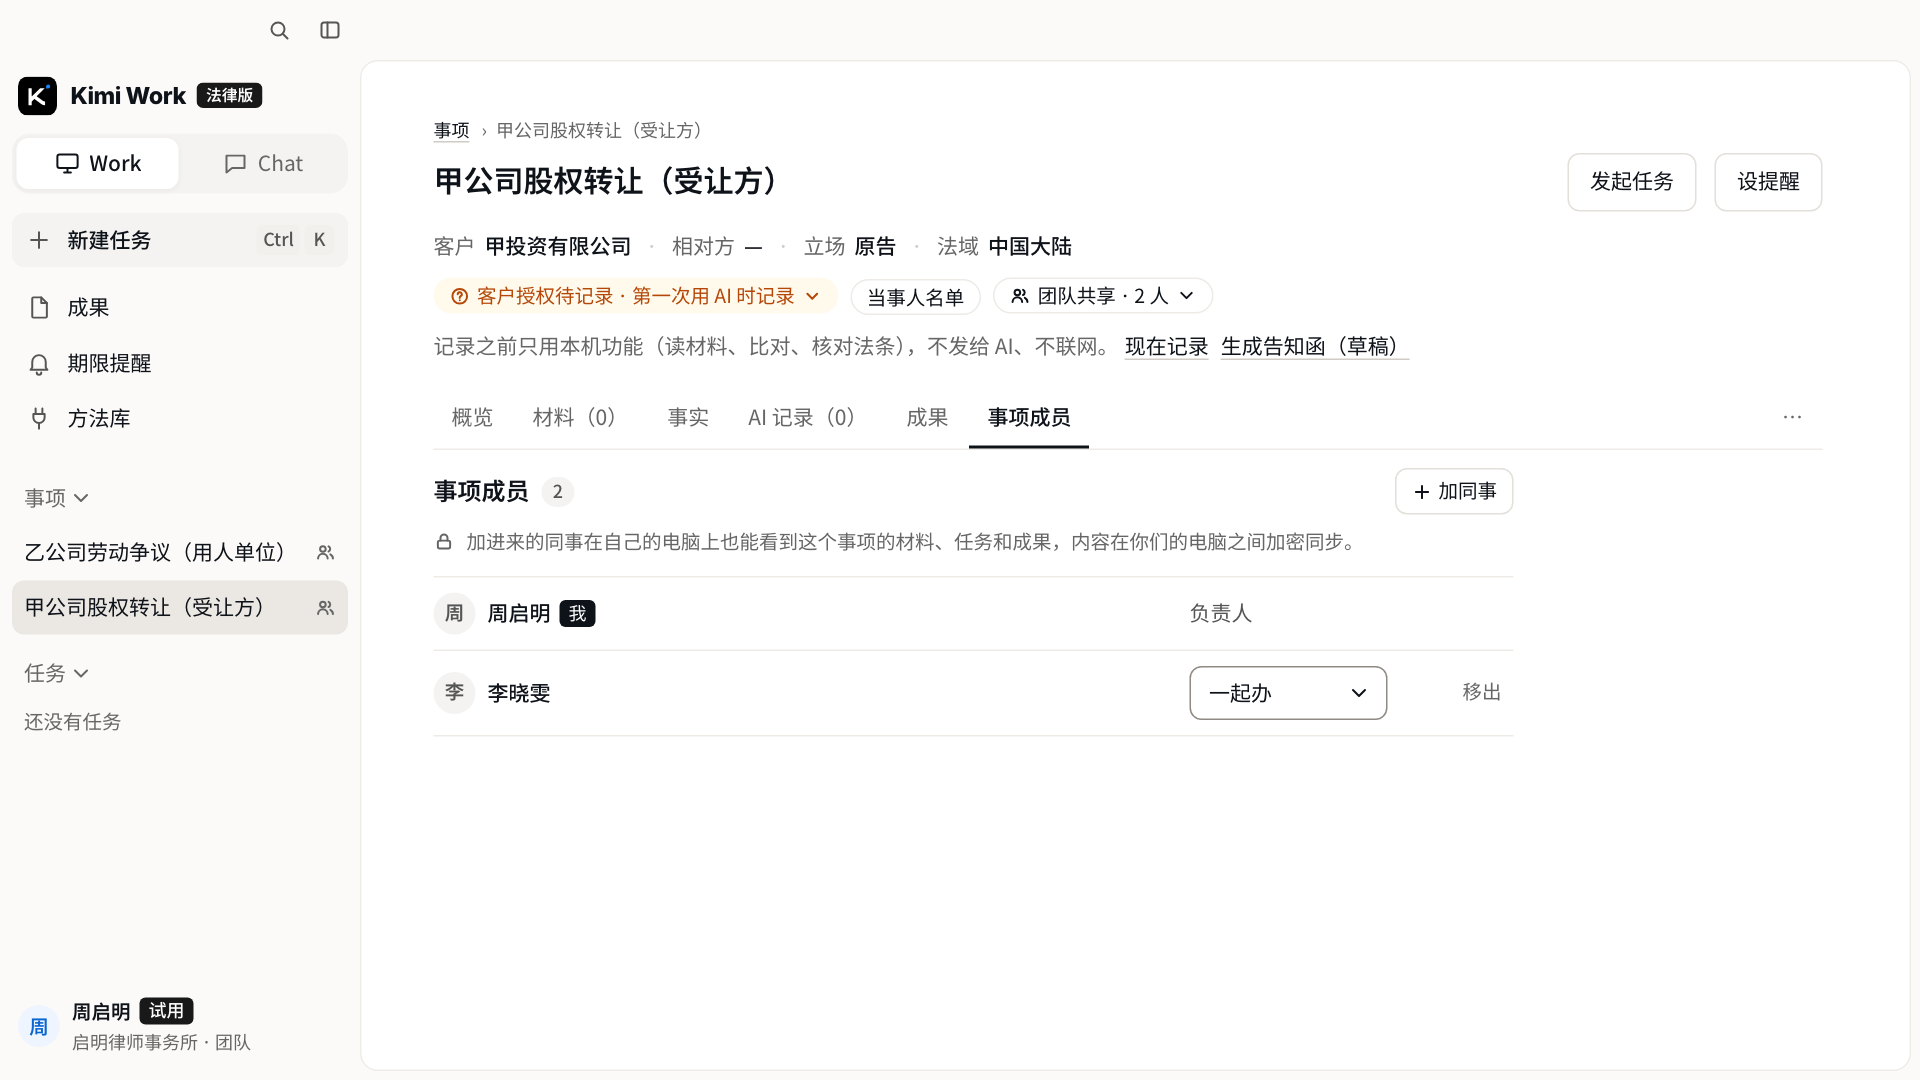 Kimi Work 法律版
Work
Chat
新建任务 Ctrl K
成果
期限提醒
方法库
事项
乙公司劳动争议（用人单位）
甲公司股权转让（受让方）
任务
还没有任务
周
周启明 试用
启明律师事务所 · 团队
事项 › 甲公司股权转让（受让方）
甲公司股权转让（受让方）
发起任务
设提醒
客户 甲投资有限公司 · 相对方 — · 立场 原告 · 法域 中国大陆
客户授权待记录 · 第一次用 AI 时记录
当事人名单
团队共享 · 2 人
记录之前只用本机功能（读材料、比对、核对法条），不发给 AI、不联网。 现在记录 生成告知函（草稿）
概览 材料（0） 事实 AI 记录（0） 成果 事项成员 ···
事项成员 2
+ 加同事
加进来的同事在自己的电脑上也能看到这个事项的材料、任务和成果，内容在你们的电脑之间加密同步。
周 周启明 我 负责人
李 李晓雯 一起办 移出